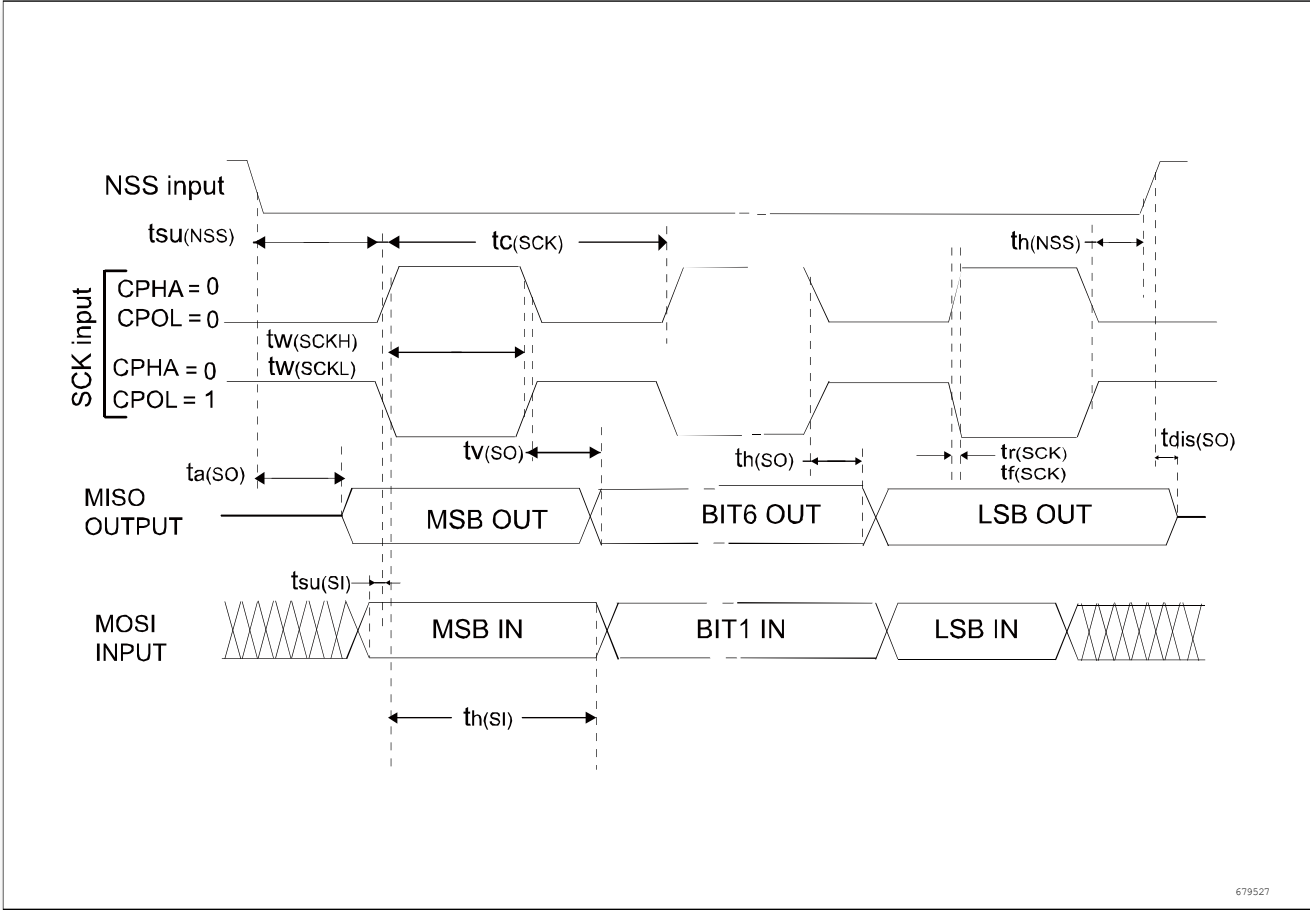 NSS input
tsu(NSS)
tc(SCK)
th(NSS)
SCK input
CPHA = 0
CPOL = 0
tw(SCKH)
tw(SCKL)
CPHA = 0
CPOL = 1
ta(SO)
tv(SO)
th(SO)
tr(SCK)
tf(SCK)
tdis(SO)
MISO
OUTPUT
MSB OUT
BIT6 OUT
LSB OUT
tsu(SI)
MOSI
INPUT
MSB IN
BIT1 IN
LSB IN
th(SI)
679527